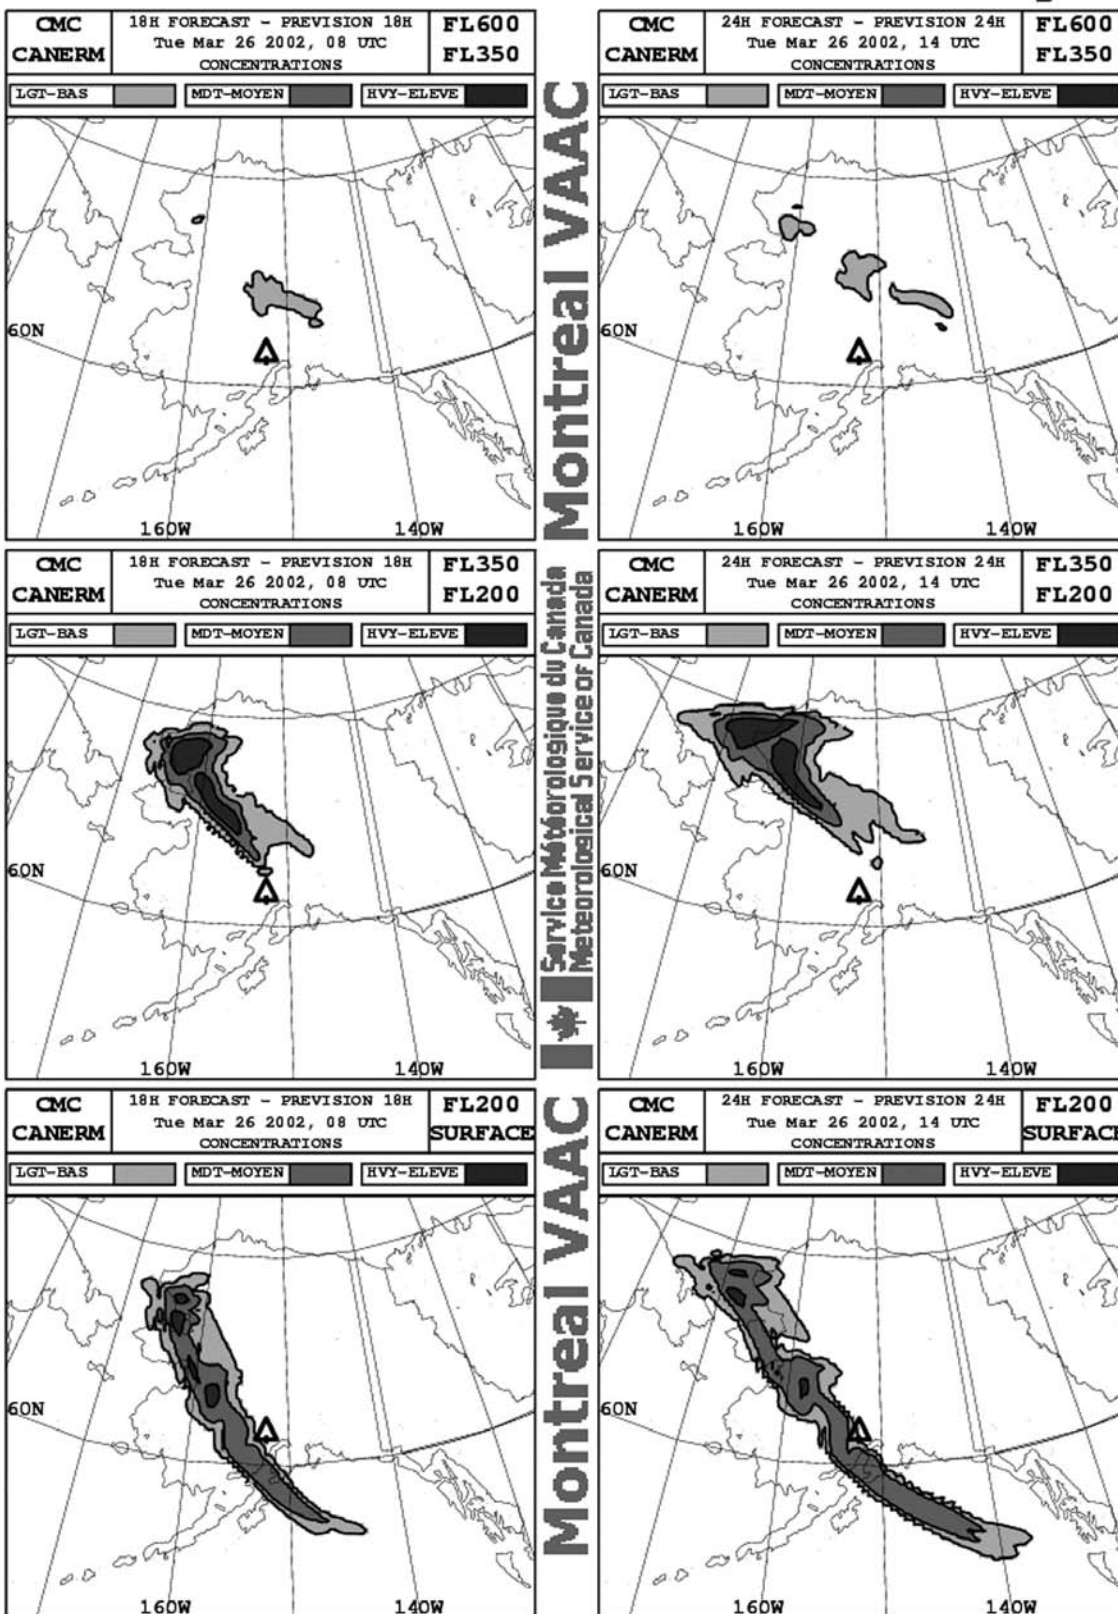 CMC
CANERM
18H FORECAST - PREVISION 18H
Tue Mar 26 2002, 08 UTC
CONCENTRATIONS
FL600
FL350
LGT-BAS
MDT-MOYEN
HVY-ELEVE
60N
160W
140W
CMC
CANERM
24H FORECAST - PREVISION 24H
Tue Mar 26 2002, 14 UTC
CONCENTRATIONS
FL600
FL350
LGT-BAS
MDT-MOYEN
HVY-ELEVE
60N
160W
140W
Montreal VAAC
CMC
CANERM
18H FORECAST - PREVISION 18H
Tue Mar 26 2002, 08 UTC
CONCENTRATIONS
FL350
FL200
LGT-BAS
MDT-MOYEN
HVY-ELEVE
60N
160W
140W
CMC
CANERM
24H FORECAST - PREVISION 24H
Tue Mar 26 2002, 14 UTC
CONCENTRATIONS
FL350
FL200
LGT-BAS
MDT-MOYEN
HVY-ELEVE
60N
160W
140W
Service Météorologique du Canada
Meteorological Service of Canada
CMC
CANERM
18H FORECAST - PREVISION 18H
Tue Mar 26 2002, 08 UTC
CONCENTRATIONS
FL200
SURFACE
LGT-BAS
MDT-MOYEN
HVY-ELEVE
60N
160W
140W
CMC
CANERM
24H FORECAST - PREVISION 24H
Tue Mar 26 2002, 14 UTC
CONCENTRATIONS
FL200
SURFACE
LGT-BAS
MDT-MOYEN
HVY-ELEVE
60N
160W
140W
Montreal VAAC